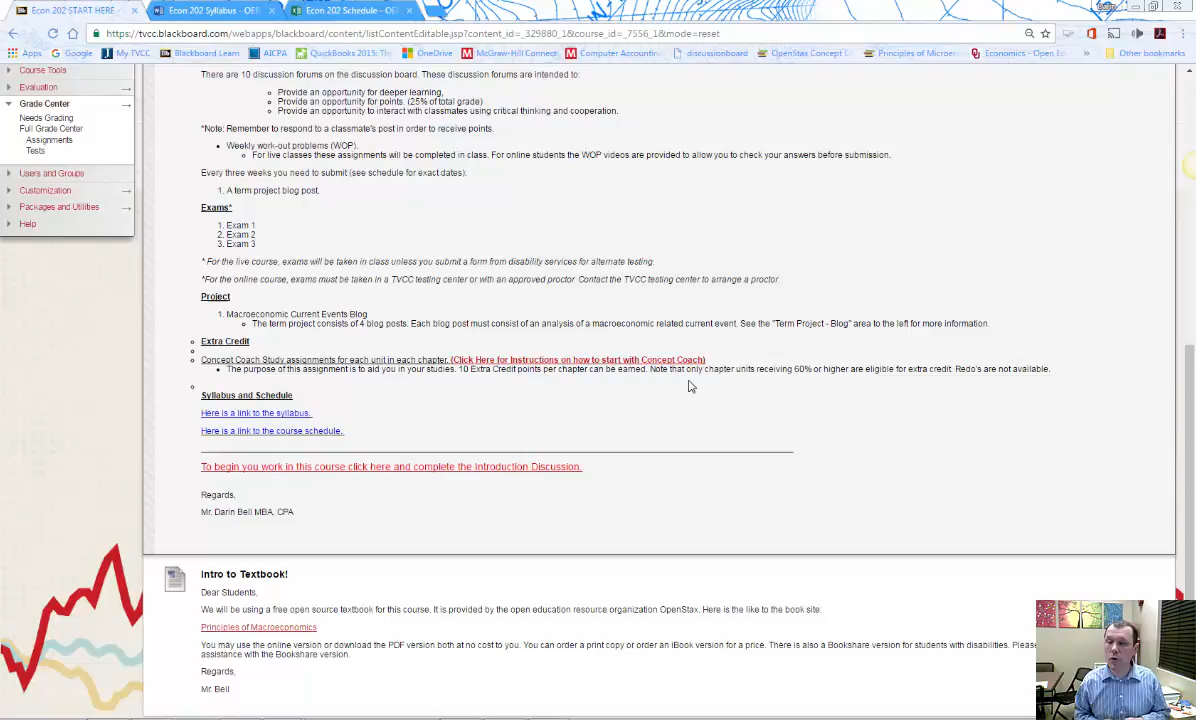 Econ 202 START HERE
Econ 202 Syllabus - OER
Econ 202 Schedule - OER
Darin
https://tvcc.blackboard.com/webapps/blackboard/content/listContentEditable.jsp?content_id=_329880_1&course_id=_7556_1&mode=reset
Apps
Google
My TVCC
Blackboard Learn
AICPA
QuickBooks 2015: Th
OneDrive
McGraw-Hill Connect
Computer Accounting
discussionboard
OpenStax Concept C
Principles of Microec
Economics - Open Ed
»
Other bookmarks
Course Tools
Evaluation
Grade Center
Needs Grading
Full Grade Center
Assignments
Tests
Users and Groups
Customization
Packages and Utilities
Help
There are 10 discussion forums on the discussion board. These discussion forums are intended to:
Provide an opportunity for deeper learning,
Provide an opportunity for points. (25% of total grade)
Provide an opportunity to interact with classmates using critical thinking and cooperation.
*Note: Remember to respond to a classmate's post in order to receive points.
Weekly work-out problems (WOP).
For live classes these assignments will be completed in class. For online students the WOP videos are provided to allow you to check your answers before submission.
Every three weeks you need to submit (see schedule for exact dates):
1. A term project blog post.
Exams*
1. Exam 1
2. Exam 2
3. Exam 3
* For the live course, exams will be taken in class unless you submit a form from disability services for alternate testing.
*For the online course, exams must be taken in a TVCC testing center or with an approved proctor. Contact the TVCC testing center to arrange a proctor.
Project
1. Macroeconomic Current Events Blog
The term project consists of 4 blog posts. Each blog post must consist of an analysis of a macroeconomic related current event. See the "Term Project - Blog" area to the left for more information.
Extra Credit
Concept Coach Study assignments for each unit in each chapter. (Click Here for Instructions on how to start with Concept Coach)
The purpose of this assignment is to aid you in your studies. 10 Extra Credit points per chapter can be earned. Note that only chapter units receiving 60% or higher are eligible for extra credit. Redo's are not available.
Syllabus and Schedule
Here is a link to the syllabus.
Here is a link to the course schedule.
To begin you work in this course click here and complete the Introduction Discussion.
Regards,
Mr. Darin Bell MBA, CPA
Intro to Textbook!
Dear Students,
We will be using a free open source textbook for this course. It is provided by the open education resource organization OpenStax. Here is the like to the book site:
Principles of Macroeconomics
You may use the online version or download the PDF version both at no cost to you. You can order a print copy or order an iBook version for a price. There is also a Bookshare version for students with disabilities. Please
assistance with the Bookshare version.
Regards,
Mr. Bell